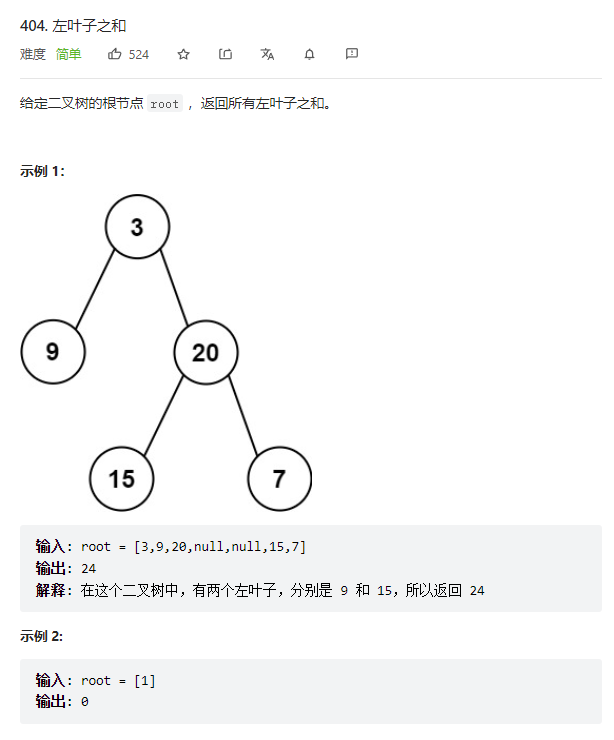 404. 左叶子之和
难度 简单 524
给定二叉树的根节点 root ，返回所有左叶子之和。
示例 1：
3
9
20
15
7
输入: root = [3,9,20,null,null,15,7]
输出: 24
解释: 在这个二叉树中，有两个左叶子，分别是 9 和 15，所以返回 24
示例 2:
输入: root = [1]
输出: 0